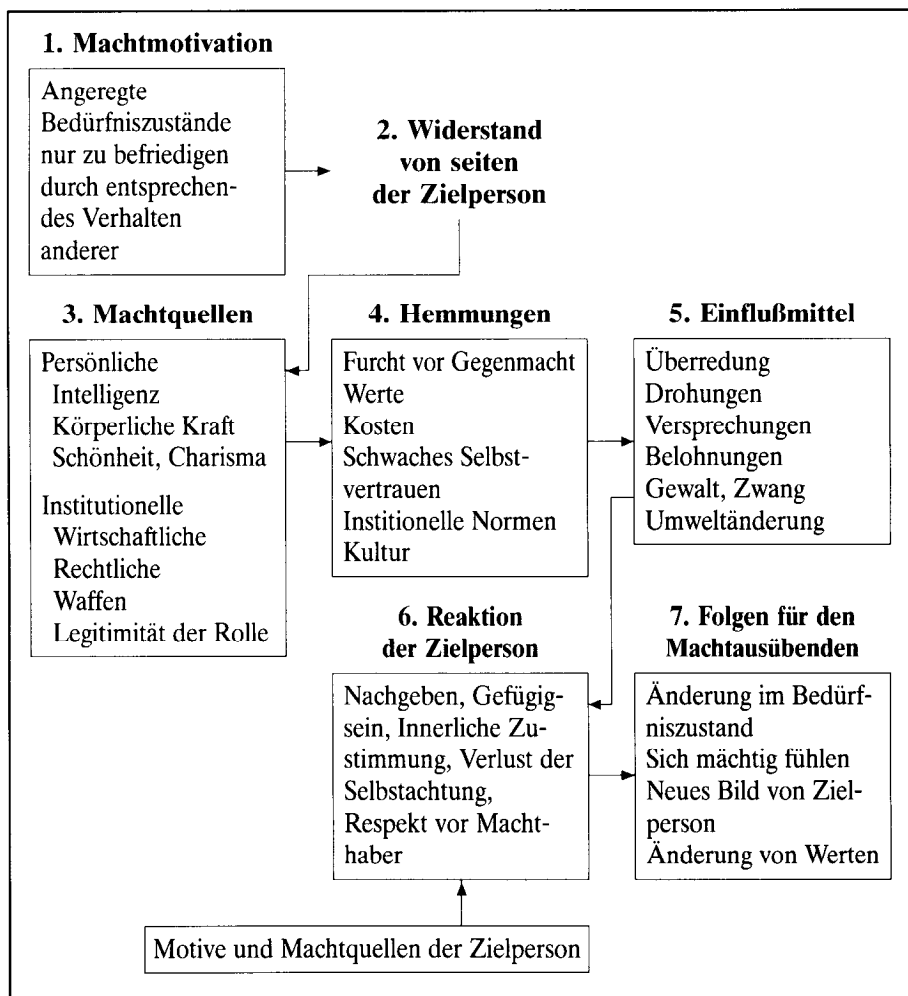 1. Machtmotivation
Angeregte
Bedürfniszustände
nur zu befriedigen
durch entsprechen-
des Verhalten
anderer
2. Widerstand
von seiten
der Zielperson
3. Machtquellen
Persönliche
Intelligenz
Körperliche Kraft
Schönheit, Charisma
Institutionelle
Wirtschaftliche
Rechtliche
Waffen
Legitimität der Rolle
4. Hemmungen
Furcht vor Gegenmacht
Werte
Kosten
Schwaches Selbst-
vertrauen
Institionelle Normen
Kultur
5. Einflußmittel
Überredung
Drohungen
Versprechungen
Belohnungen
Gewalt, Zwang
Umweltänderung
6. Reaktion
der Zielperson
Nachgeben, Gefügig-
sein, Innerliche Zu-
stimmung, Verlust der
Selbstachtung,
Respekt vor Macht-
haber
7. Folgen für den
Machtausübenden
Änderung im Bedürf-
niszustand
Sich mächtig fühlen
Neues Bild von Ziel-
person
Änderung von Werten
Motive und Machtquellen der Zielperson